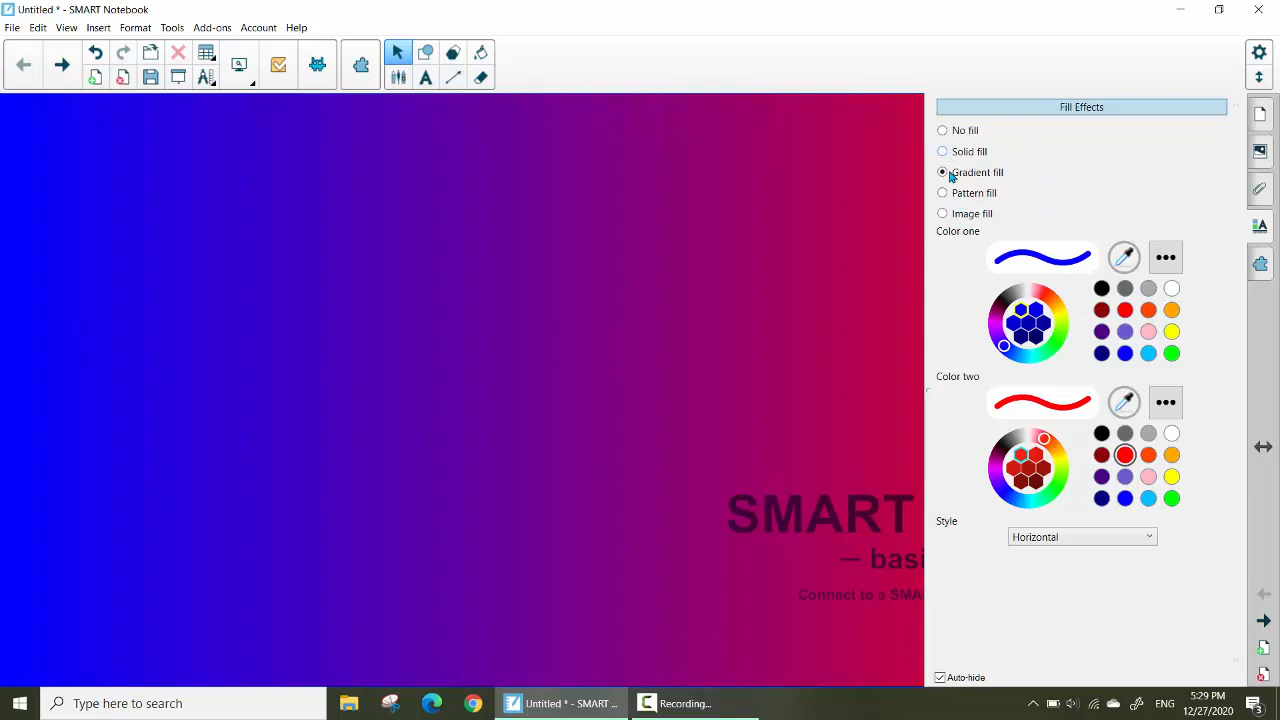 Untitled * - SMART Notebook
File Edit View Insert Format Tools Add-ons Account Help
Fill Effects
No fill
Solid fill
Gradient fill
Pattern fill
Image fill
Color one
Color two
Style
Horizontal
SMART
— basi
Connect to a SMA
Auto-hide
Type here to search
Untitled * - SMART ...
Recording...
ENG
5:29 PM
12/27/2020
3